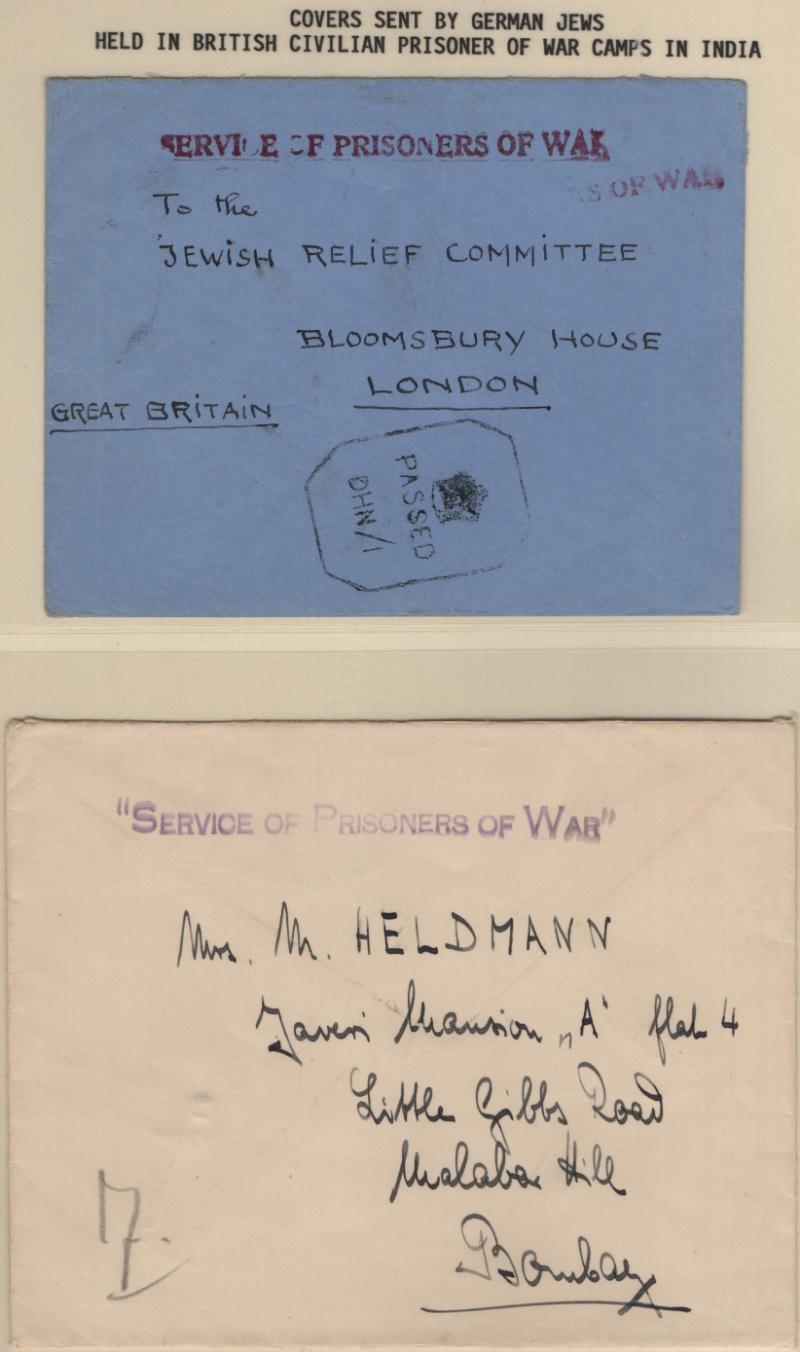 COVERS SENT BY GERMAN JEWS
HELD IN BRITISH CIVILIAN PRISONER OF WAR CAMPS IN INDIA
SERVICE OF PRISONERS OF WAR
S OF WAR
To the
JEWISH RELIEF COMMITTEE
BLOOMSBURY HOUSE
LONDON
GREAT BRITAIN
PASSED
DHN/1
"SERVICE OF PRISONERS OF WAR"
Mrs. M. HELDMANN
Javeri Mansion „A' flat 4
Little Gibbs Road
Malabar Hill
Bombay